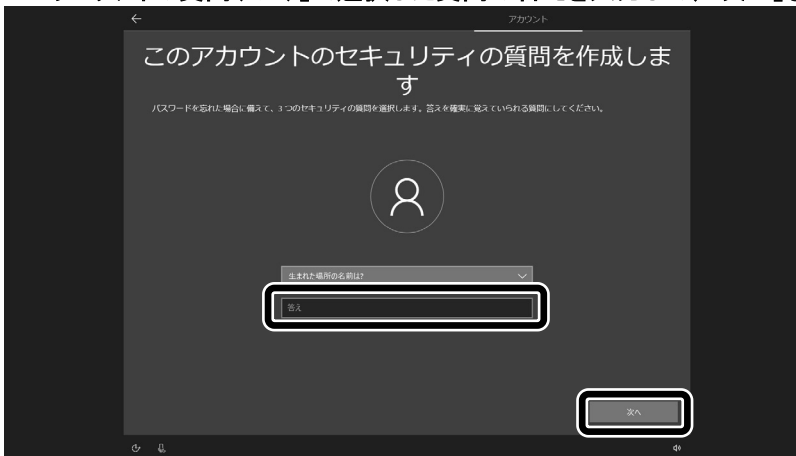 アカウント
このアカウントのセキュリティの質問を作成しま
す
パスワードを忘れた場合に備えて、3 つのセキュリティの質問を選択します。答えを確実に覚えていられる質問にしてください。
生まれた場所の名前は?
答え
次へ